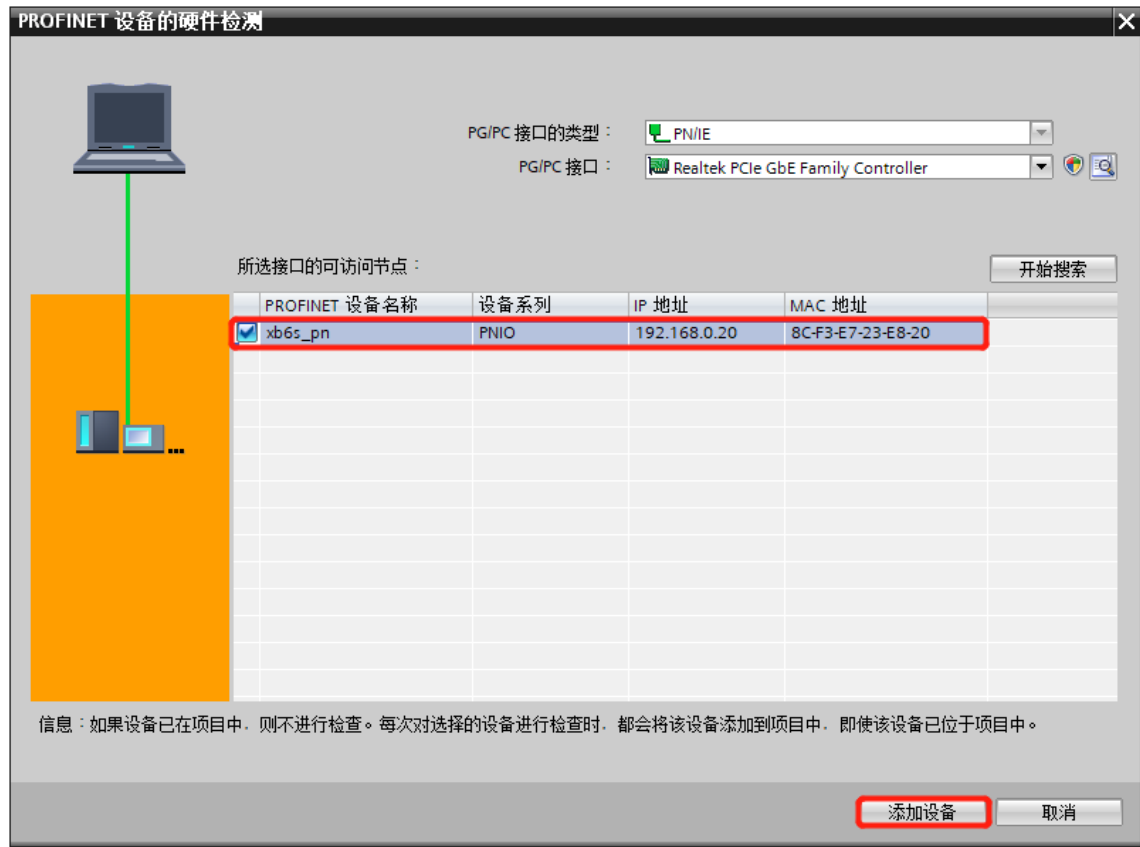 PROFINET 设备的硬件检测
PG/PC 接口的类型：
PN/IE
PG/PC 接口：
Realtek PCIe GbE Family Controller
所选接口的可访问节点：
开始搜索
PROFINET 设备名称 设备系列 IP 地址 MAC 地址
xb6s_pn PNIO 192.168.0.20 8C-F3-E7-23-E8-20
信息：如果设备已在项目中，则不进行检查。每次对选择的设备进行检查时，都会将该设备添加到项目中，即使该设备已位于项目中。
添加设备 取消